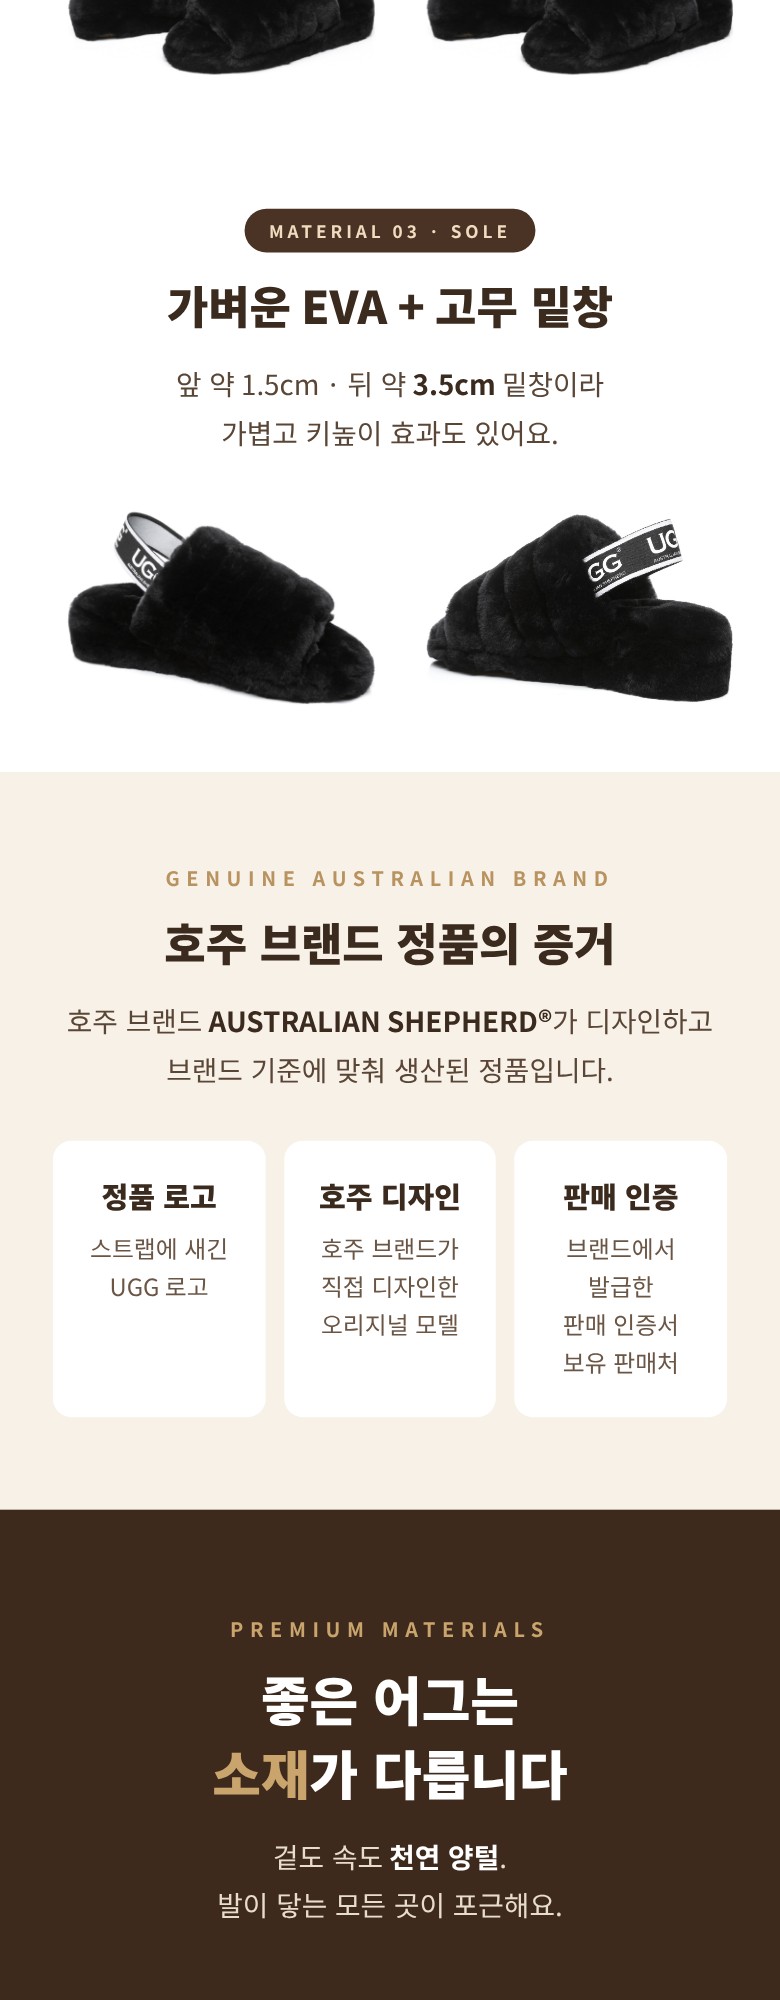 MATERIAL 03 · SOLE
가벼운 EVA + 고무 밑창
앞 약 1.5cm · 뒤 약 3.5cm 밑창이라
가볍고 키높이 효과도 있어요.
UG
GG® UG
GENUINE AUSTRALIAN BRAND
호주 브랜드 정품의 증거
호주 브랜드 AUSTRALIAN SHEPHERD®가 디자인하고
브랜드 기준에 맞춰 생산된 정품입니다.
정품 로고
스트랩에 새긴
UGG 로고
호주 디자인
호주 브랜드가
직접 디자인한
오리지널 모델
판매 인증
브랜드에서
발급한
판매 인증서
보유 판매처
PREMIUM MATERIALS
좋은 어그는
소재가 다릅니다
겉도 속도 천연 양털.
발이 닿는 모든 곳이 포근해요.